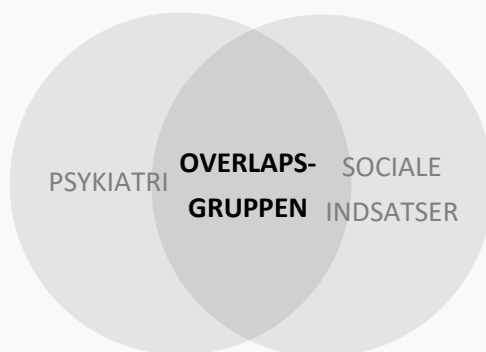 PSYKIATRI
OVERLAPS-
GRUPPEN
SOCIALE
INDSATSER